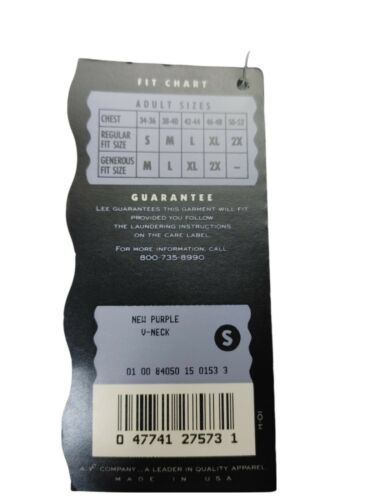 FIT CHART
ADULT SIZES
CHEST 34-36 38-40 42-44 46-48 50-52
REGULAR FIT SIZE S M L XL 2X
GENEROUS FIT SIZE M L XL 2X –
GUARANTEE
LEE GUARANTEES THIS GARMENT WILL FIT
PROVIDED YOU FOLLOW
THE LAUNDERING INSTRUCTIONS
ON THE CARE LABEL.
FOR MORE INFORMATION, CALL
800-735-8990
NEW PURPLE
V-NECK
S
01 00 84050 15 0153 3
0 47741 27573 1
A VF COMPANY...A LEADER IN QUALITY APPAREL
MADE IN USA